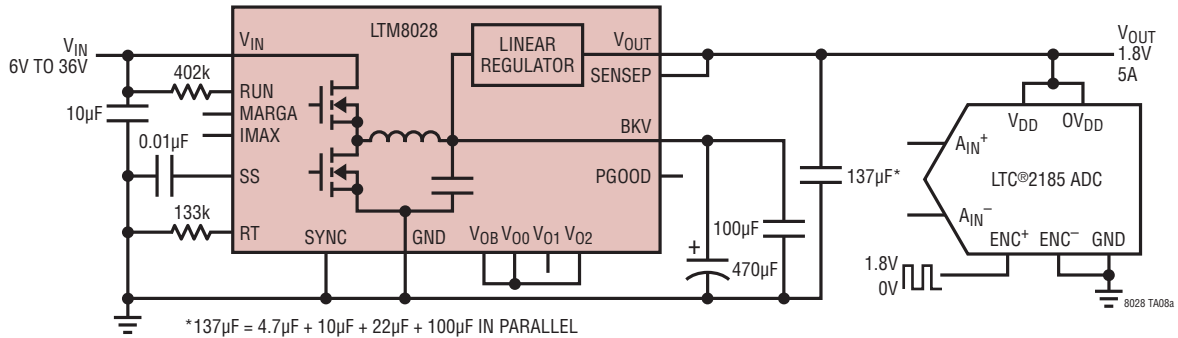 LTM8028
VIN
6V TO 36V
VIN
402k
RUN
MARGA
IMAX
10µF
0.01µF
SS
133k
RT
SYNC
GND
LINEAR
REGULATOR
VOUT
SENSEP
BKV
PGOOD
VOB VO0 VO1 VO2
+
470µF
100µF
137µF*
VOUT
1.8V
5A
VDD
OVDD
AIN+
LTC®2185 ADC
AIN–
ENC+ ENC– GND
1.8V
0V
8028 TA08a
*137µF = 4.7µF + 10µF + 22µF + 100µF IN PARALLEL